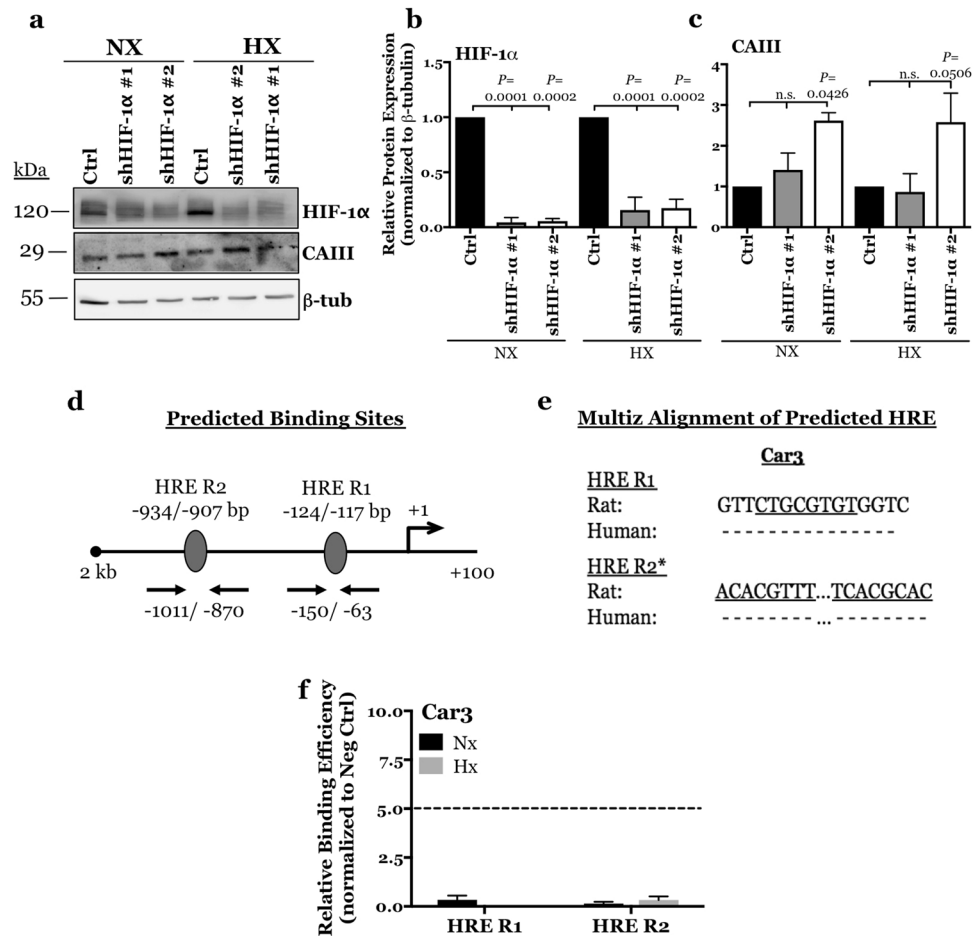 a
NX HX
kDa
Ctrl
shHIF-1α #1
shHIF-1α #2
Ctrl
shHIF-1α #2
shHIF-1α #1
120 HIF-1α
29 CAIII
55 β-tub
b
HIF-1α
Relative Protein Expression
(normalized to β-tubulin)
1.5
1.0
0.5
0.0
P= 0.0001
P= 0.0002
P= 0.0001
P= 0.0002
Ctrl
shHIF-1α #1
shHIF-1α #2
Ctrl
shHIF-1α #1
shHIF-1α #2
NX HX
c
CAIII
4
3
2
1
0
n.s.
P= 0.0426
n.s.
P= 0.0506
Ctrl
shHIF-1α #1
shHIF-1α #2
Ctrl
shHIF-1α #1
shHIF-1α #2
NX HX
d
Predicted Binding Sites
HRE R2
-934/-907 bp
HRE R1
-124/-117 bp
+1
2 kb
+100
-1011/ -870
-150/ -63
e
Multiz Alignment of Predicted HRE
Car3
HRE R1
Rat: GTTCTGCGTGTGGTC
Human: - - - - - - - - - - - - - - -
HRE R2*
Rat: ACACGTTT...TCACGCAC
Human: - - - - - - - - ... - - - - - - - -
f
Relative Binding Efficiency
(normalized to Neg Ctrl)
10.0
7.5
5.0
2.5
0.0
Car3
Nx
Hx
HRE R1 HRE R2